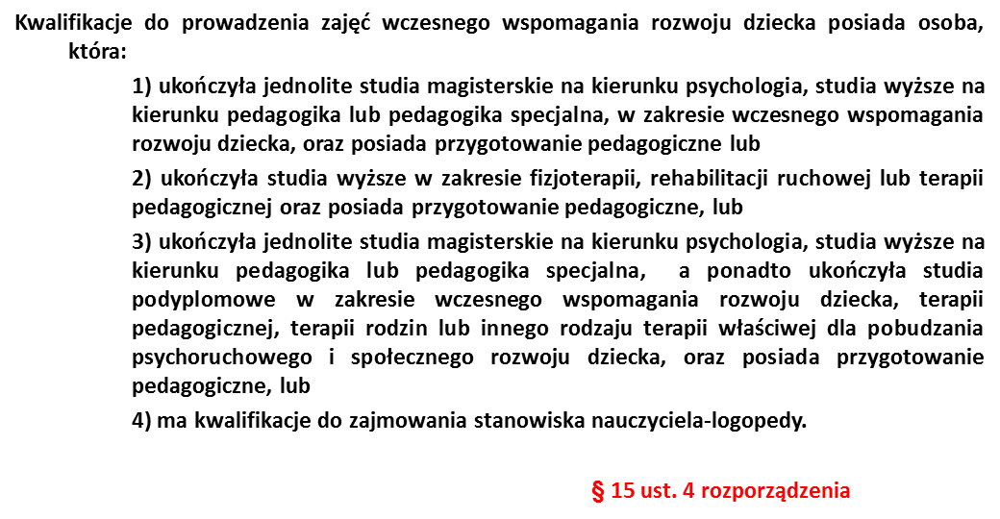 Kwalifikacje do prowadzenia zajęć wczesnego wspomagania rozwoju dziecka posiada osoba,
która:
1) ukończyła jednolite studia magisterskie na kierunku psychologia, studia wyższe na
kierunku pedagogika lub pedagogika specjalna, w zakresie wczesnego wspomagania
rozwoju dziecka, oraz posiada przygotowanie pedagogiczne lub
2) ukończyła studia wyższe w zakresie fizjoterapii, rehabilitacji ruchowej lub terapii
pedagogicznej oraz posiada przygotowanie pedagogiczne, lub
3) ukończyła jednolite studia magisterskie na kierunku psychologia, studia wyższe na
kierunku pedagogika lub pedagogika specjalna, a ponadto ukończyła studia
podyplomowe w zakresie wczesnego wspomagania rozwoju dziecka, terapii
pedagogicznej, terapii rodzin lub innego rodzaju terapii właściwej dla pobudzania
psychoruchowego i społecznego rozwoju dziecka, oraz posiada przygotowanie
pedagogiczne, lub
4) ma kwalifikacje do zajmowania stanowiska nauczyciela-logopedy.
§ 15 ust. 4 rozporządzenia